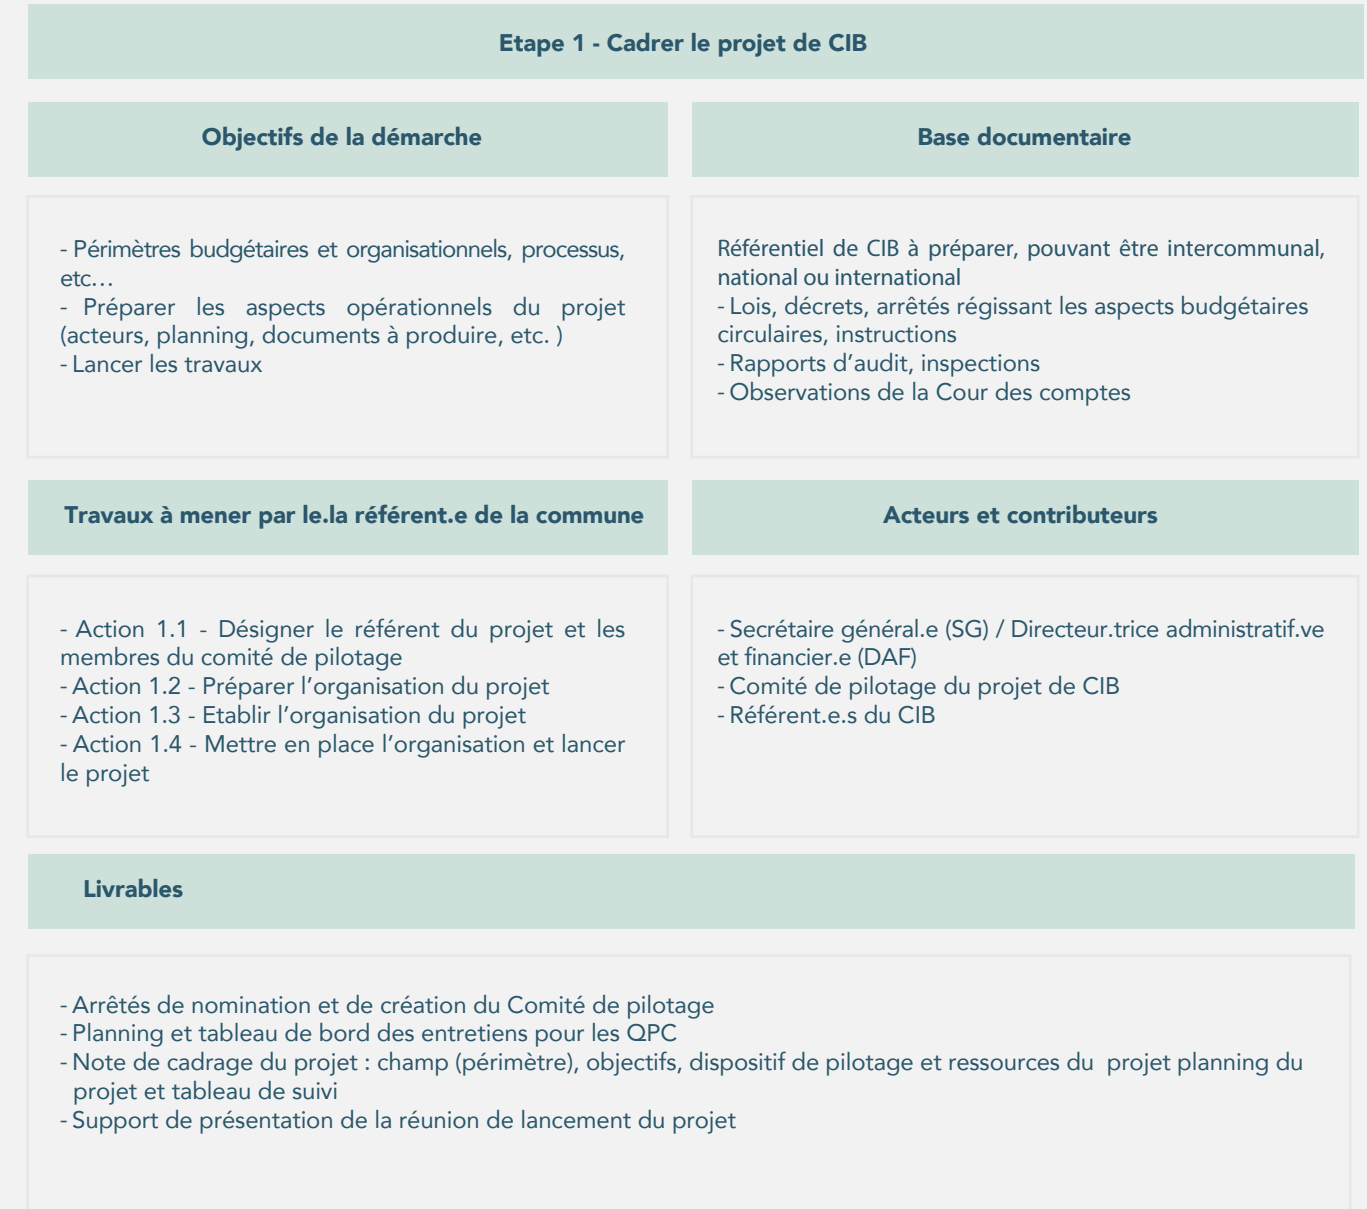 Etape 1 - Cadrer le projet de CIB
Objectifs de la démarche
- Périmètres budgétaires et organisationnels, processus,
etc…
- Préparer les aspects opérationnels du projet
(acteurs, planning, documents à produire, etc. )
- Lancer les travaux
Base documentaire
Référentiel de CIB à préparer, pouvant être intercommunal,
national ou international
- Lois, décrets, arrêtés régissant les aspects budgétaires
circulaires, instructions
- Rapports d’audit, inspections
- Observations de la Cour des comptes
Travaux à mener par le.la référent.e de la commune
- Action 1.1 - Désigner le référent du projet et les
membres du comité de pilotage
- Action 1.2 - Préparer l’organisation du projet
- Action 1.3 - Etablir l’organisation du projet
- Action 1.4 - Mettre en place l’organisation et lancer
le projet
Acteurs et contributeurs
- Secrétaire général.e (SG) / Directeur.trice administratif.ve
et financier.e (DAF)
- Comité de pilotage du projet de CIB
- Référent.e.s du CIB
Livrables
- Arrêtés de nomination et de création du Comité de pilotage
- Planning et tableau de bord des entretiens pour les QPC
- Note de cadrage du projet : champ (périmètre), objectifs, dispositif de pilotage et ressources du projet planning du
projet et tableau de suivi
- Support de présentation de la réunion de lancement du projet